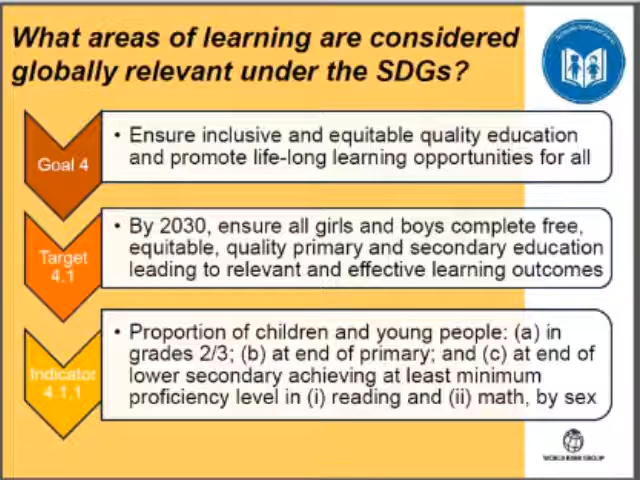 What areas of learning are considered
globally relevant under the SDGs?
Goal 4
• Ensure inclusive and equitable quality education
and promote life-long learning opportunities for all
Target
4.1
• By 2030, ensure all girls and boys complete free,
equitable, quality primary and secondary education
leading to relevant and effective learning outcomes
Indicator
4.1.1
• Proportion of children and young people: (a) in
grades 2/3; (b) at end of primary; and (c) at end of
lower secondary achieving at least minimum
proficiency level in (i) reading and (ii) math, by sex
WORLD BANK GROUP